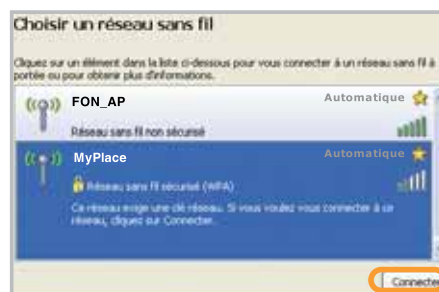 Choisir un réseau sans fil
Cliquez sur un élément dans la liste ci-dessous pour vous connecter à un réseau sans fil à
portée ou pour obtenir plus d'informations.
FON_AP Automatique
Réseau sans fil non sécurisé
MyPlace Automatique
Réseau sans fil sécurisé (WPA)
Ce réseau exige une clé réseau. Si vous voulez vous connecter à ce
réseau, cliquez sur Connecter.
Connecter